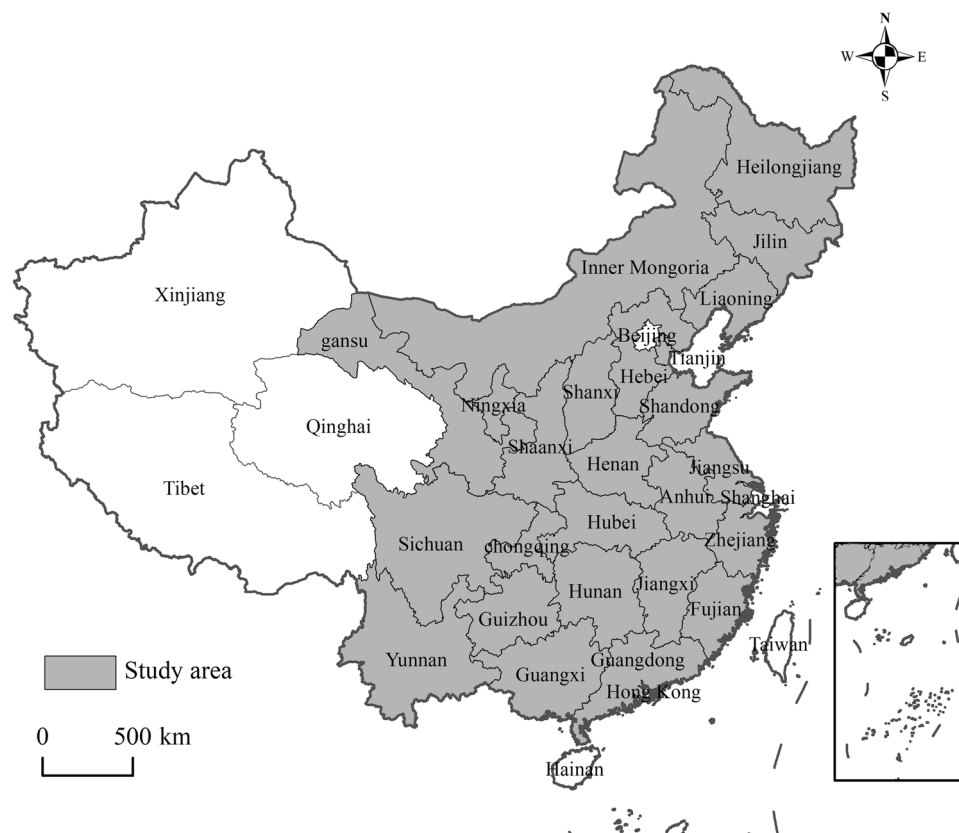 N
W E
S
Heilongjiang
Jilin
Inner Mongoria
Liaoning
Xinjiang
gansu
Beijing
Tianjin
Hebei
Shanxi
Ningxia
Shandong
Qinghai
Shaanxi
Henan
Jiangsu
Tibet
Anhur
Shanghai
Hubei
Sichuan
chongqing
Zhejiang
Hunan
Jiangxi
Guizhou
Fujian
Taiwan
Yunnan
Guangxi
Guangdong
Hong Kong
Study area
0 500 km
Hainan